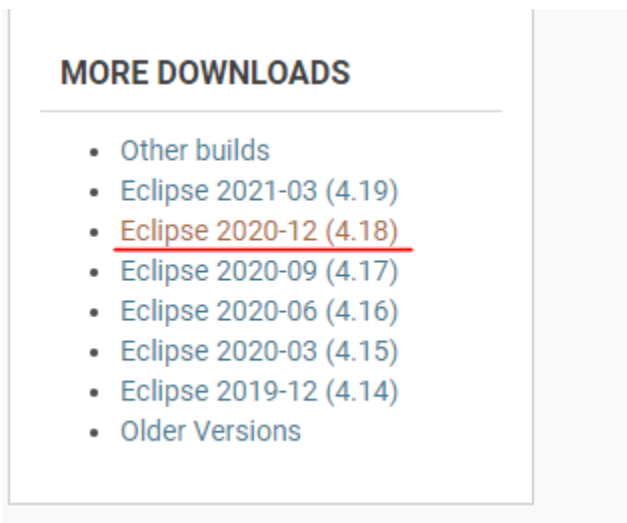 MORE DOWNLOADS
Other builds
Eclipse 2021-03 (4.19)
Eclipse 2020-12 (4.18)
Eclipse 2020-09 (4.17)
Eclipse 2020-06 (4.16)
Eclipse 2020-03 (4.15)
Eclipse 2019-12 (4.14)
Older Versions